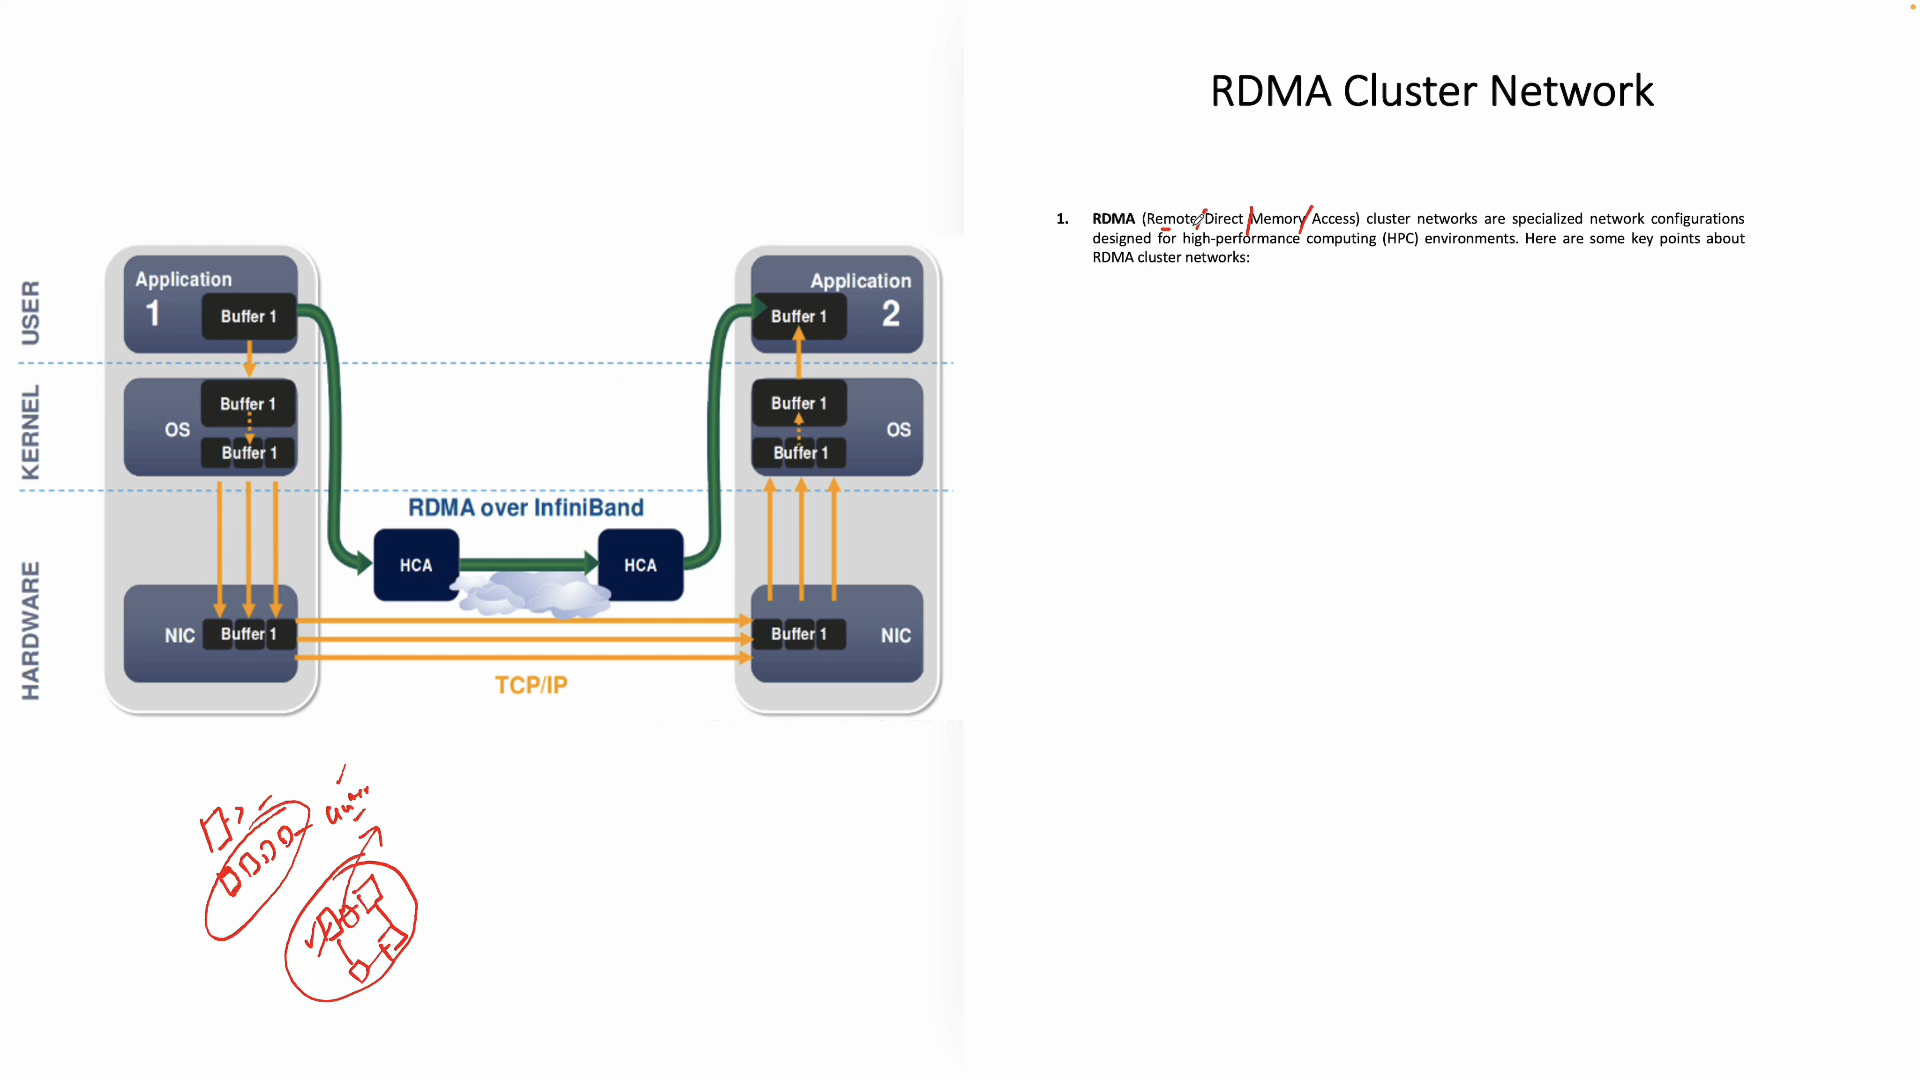 RDMA Cluster Network
1. RDMA (Remote Direct Memory Access) cluster networks are specialized network configurations
designed for high-performance computing (HPC) environments. Here are some key points about
RDMA cluster networks:
USER
KERNEL
HARDWARE
Application
1
Buffer 1
OS
Buffer 1
Buffer 1
NIC
Buffer 1
RDMA over InfiniBand
HCA
HCA
TCP/IP
Application
2
Buffer 1
Buffer 1
OS
Buffer 1
Buffer 1
NIC